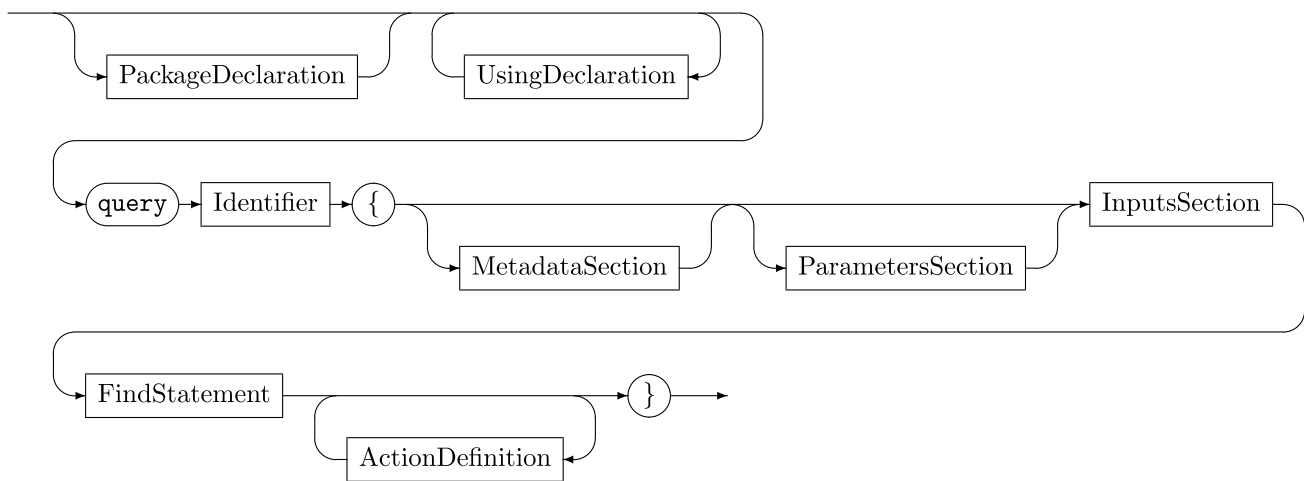 PackageDeclaration UsingDeclaration
query Identifier { InputsSection
MetadataSection ParametersSection
FindStatement }
ActionDefinition